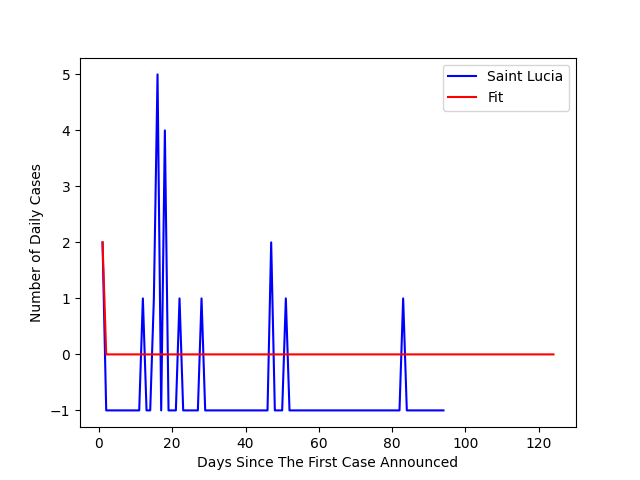 Saint Lucia
Fit
5
4
3
2
1
0
−1
Number of Daily Cases
0 20 40 60 80 100 120
Days Since The First Case Announced